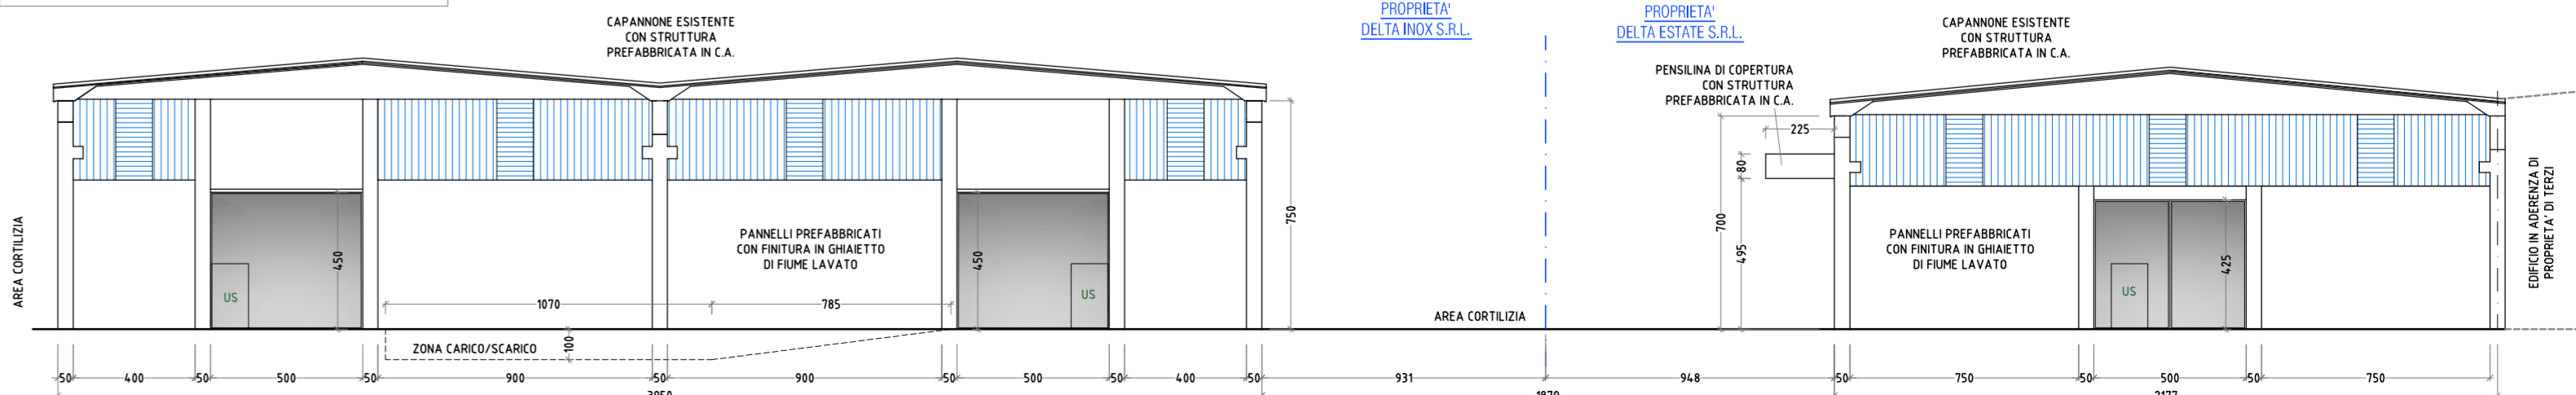 CAPANNONE ESISTENTE
CON STRUTTURA
PREFABBRICATA IN C.A.
PROPRIETA'
DELTA INOX S.R.L.
PROPRIETA'
DELTA ESTATE S.R.L.
CAPANNONE ESISTENTE
CON STRUTTURA
PREFABBRICATA IN C.A.
PENSILINA DI COPERTURA
CON STRUTTURA
PREFABBRICATA IN C.A.
225
80
495
700
750
AREA CORTILIZIA
US
450
PANNELLI PREFABBRICATI
CON FINITURA IN GHIAIETTO
DI FIUME LAVATO
450
US
1070
785
100
ZONA CARICO/SCARICO
AREA CORTILIZIA
PANNELLI PREFABBRICATI
CON FINITURA IN GHIAIETTO
DI FIUME LAVATO
US
425
EDIFICIO IN ADERENZA DI
PROPRIETA' DI TERZI
50 400 50 500 50 900 50 900 50 500 50 400 50 931 948 50 750 50 500 50 750
1879
2177